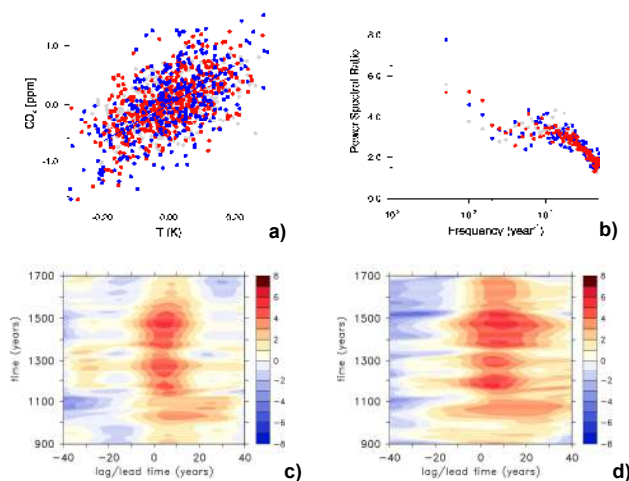 1.0
0.0
-1.0
CO₂ [ppm]
0.00
0.20
T (K)
a)
8.0
6.0
4.0
2.0
Power Spectral Ratio
Frequency (year⁻¹)
b)
1700
1500
1300
1100
900
time (years)
-40 -20 0 20 40
lag/lead time (years)
8
6
4
2
0
-2
-4
-6
-8
c)
1700
1500
1300
1100
900
time (years)
-40 -20 0 20 40
lag/lead time (years)
8
6
4
2
0
-2
-4
-6
-8
d)